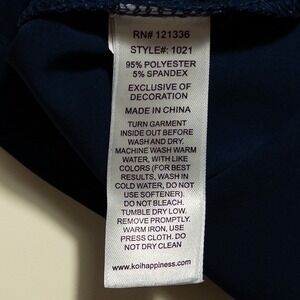 RN# 121336
STYLE#: 1021
95% POLYESTER
5% SPANDEX
EXCLUSIVE OF
DECORATION
MADE IN CHINA
TURN GARMENT
INSIDE OUT BEFORE
WASH AND DRY.
MACHINE WASH WARM
WATER, WITH LIKE
COLORS (FOR BEST
RESULTS, WASH IN
COLD WATER, DO NOT
USE SOFTENER).
DO NOT BLEACH.
TUMBLE DRY LOW.
REMOVE PROMPTLY.
WARM IRON, USE
PRESS CLOTH. DO
NOT DRY CLEAN
www.koihappiness.com